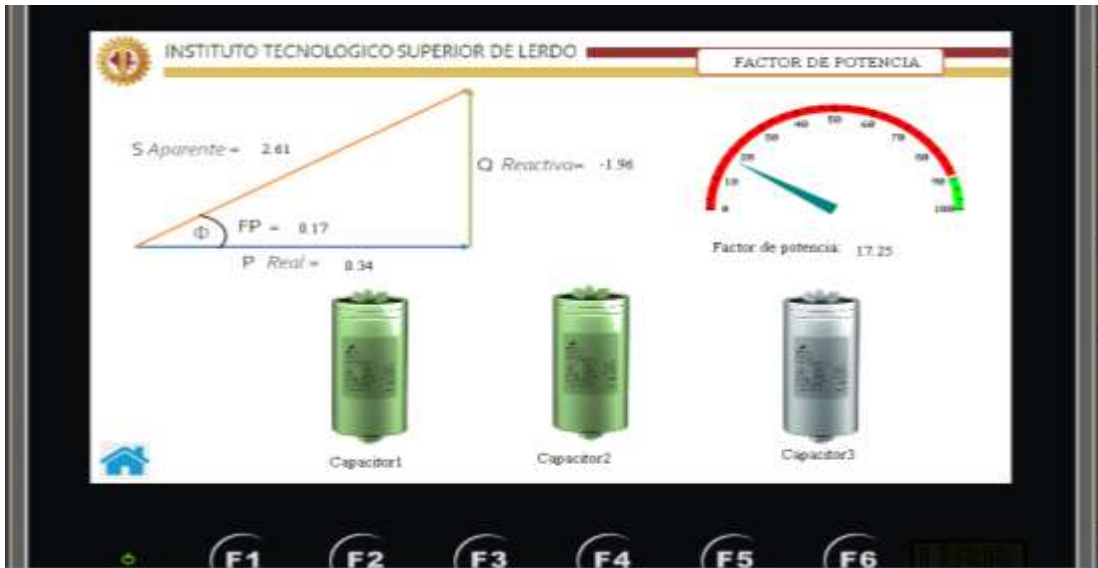 INSTITUTO TECNOLOGICO SUPERIOR DE LERDO
FACTOR DE POTENCIA
S Aparente = 2.61
Q Reactiva= -1.96
FP = 0.17
Φ
P Real = 0.34
0 10 20 30 40 50 60 70 80 90 100
Factor de potencia: 17.25
Capacitor1
Capacitor2
Capacitor3
F1 F2 F3 F4 F5 F6